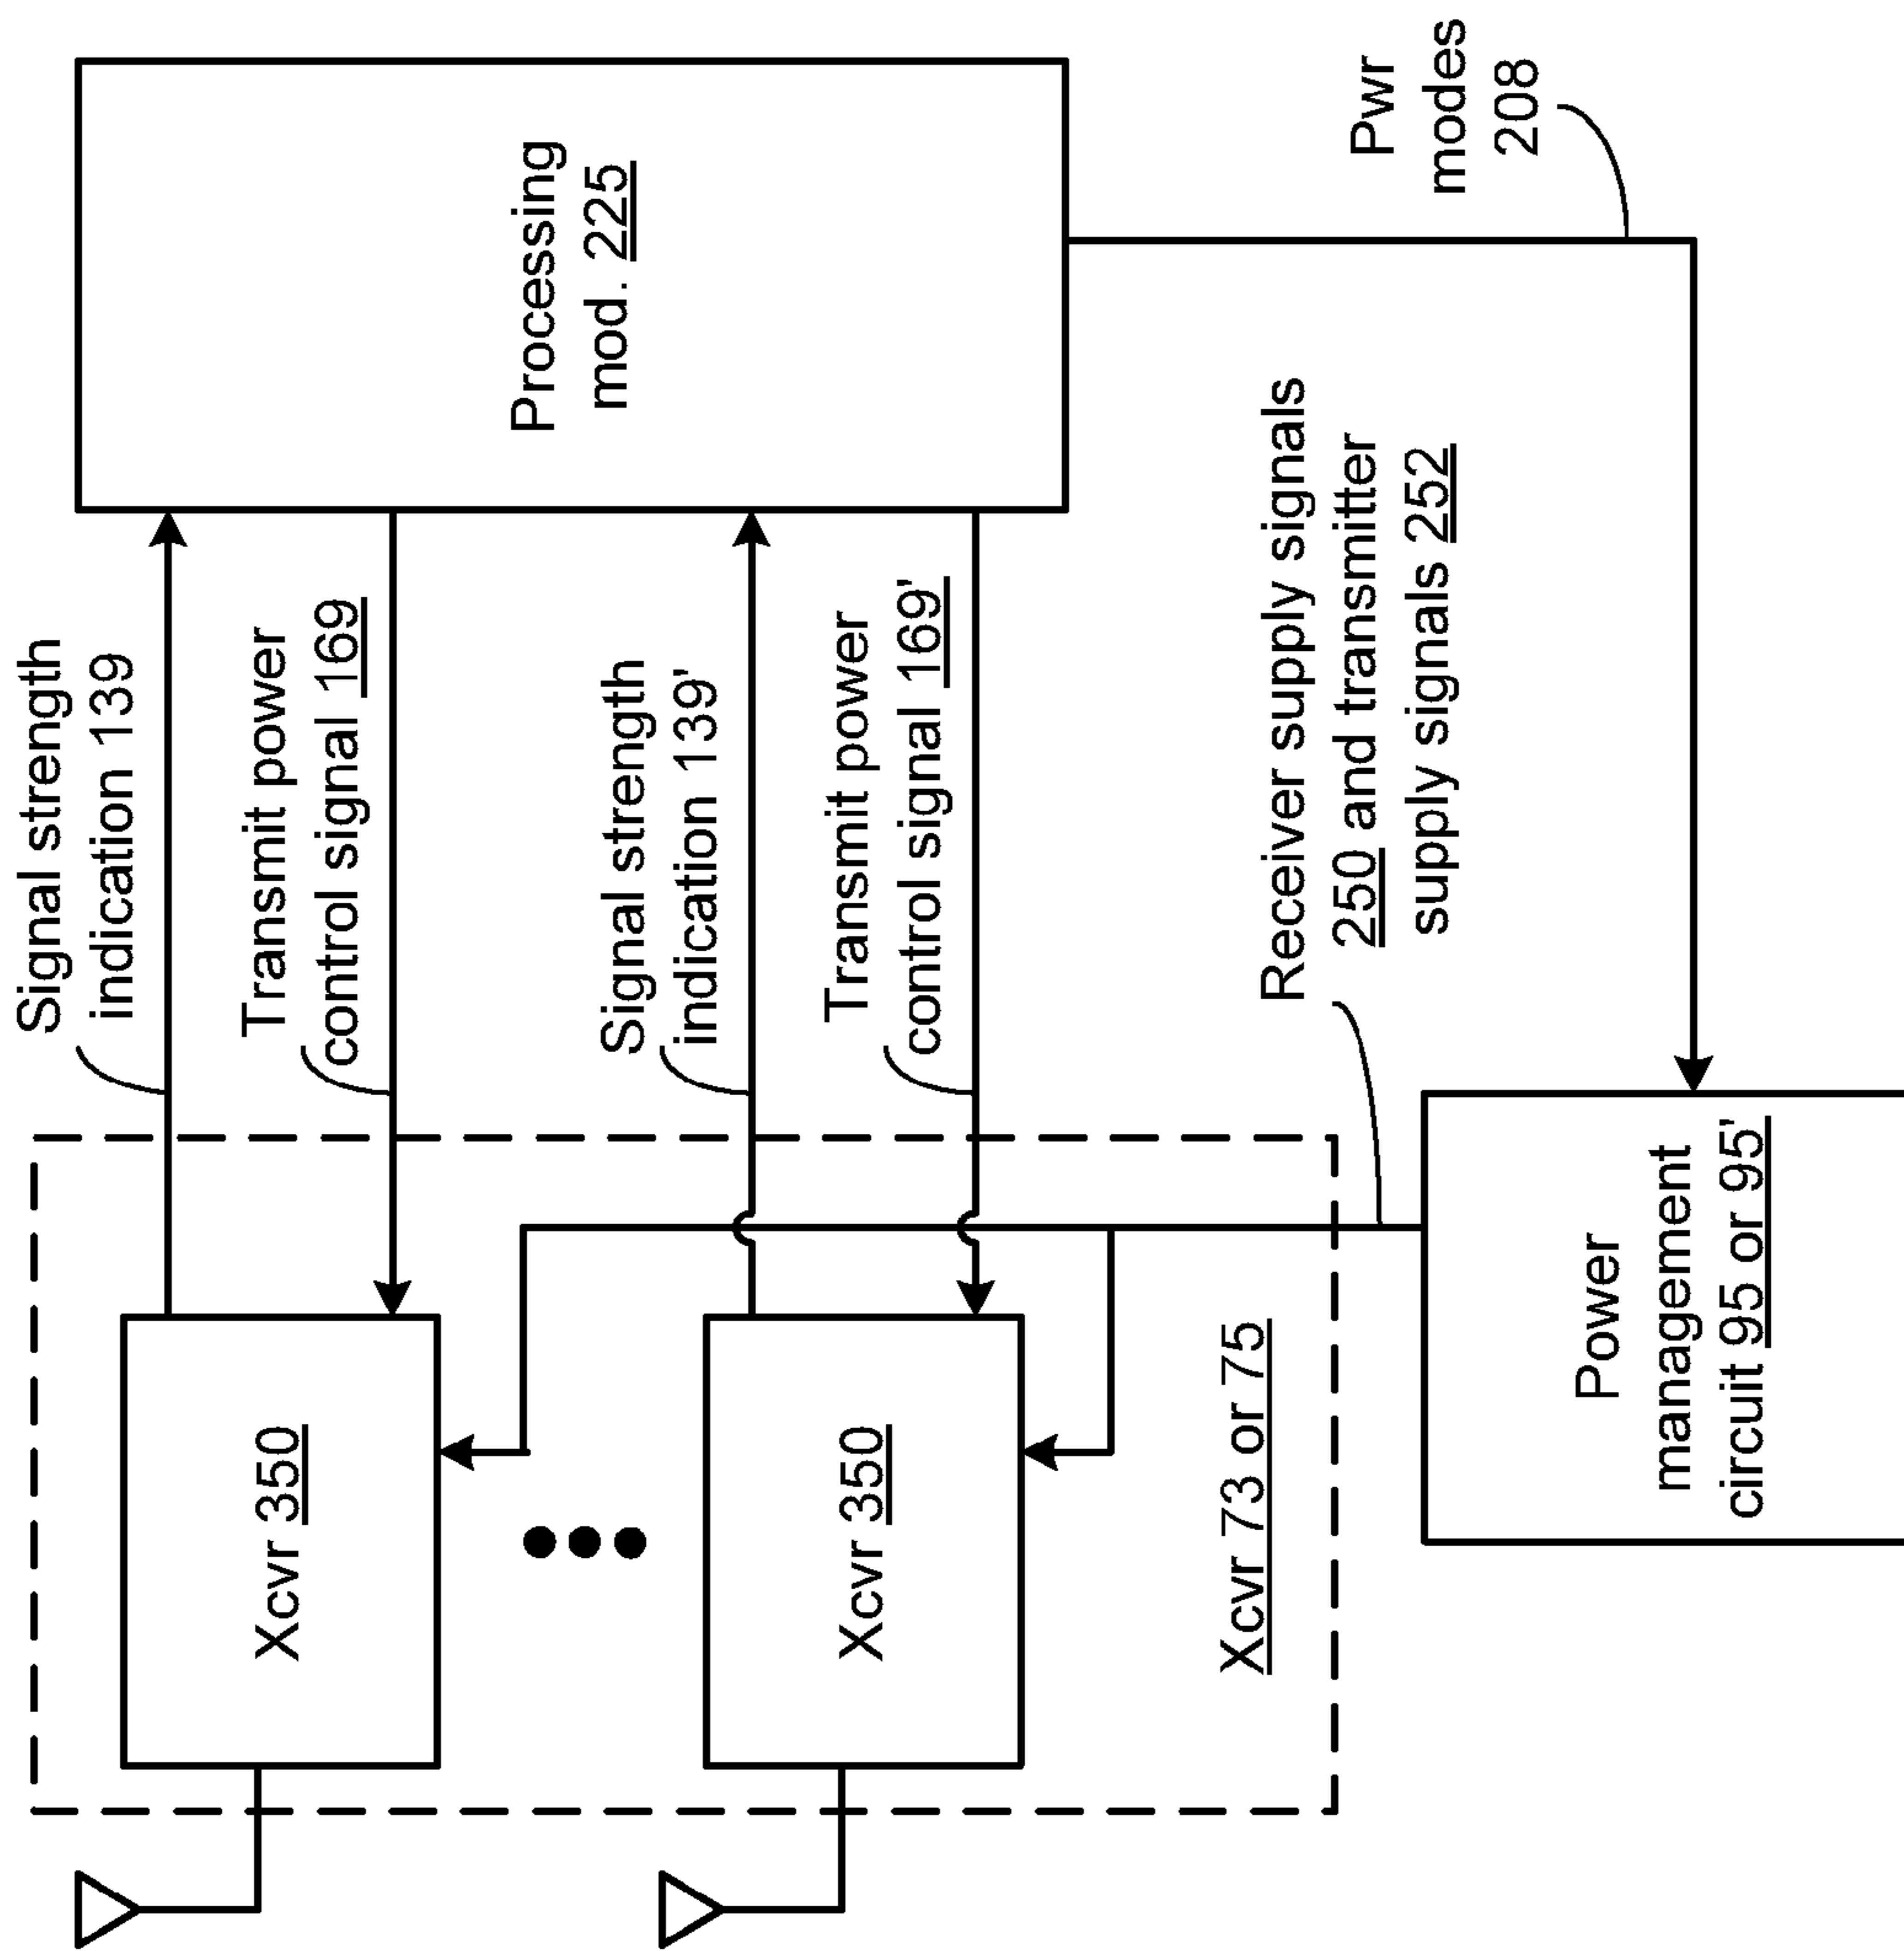 Signal strength
indication 139
Transmit power
control signal 169
Xcvr 350
Processing
mod. 225
Signal strength
indication 139'
Transmit power
control signal 169'
Xcvr 350
Xcvr 73 or 75
Receiver supply signals
250 and transmitter
supply signals 252
Pwr
modes
208
Power
management
circuit 95 or 95'